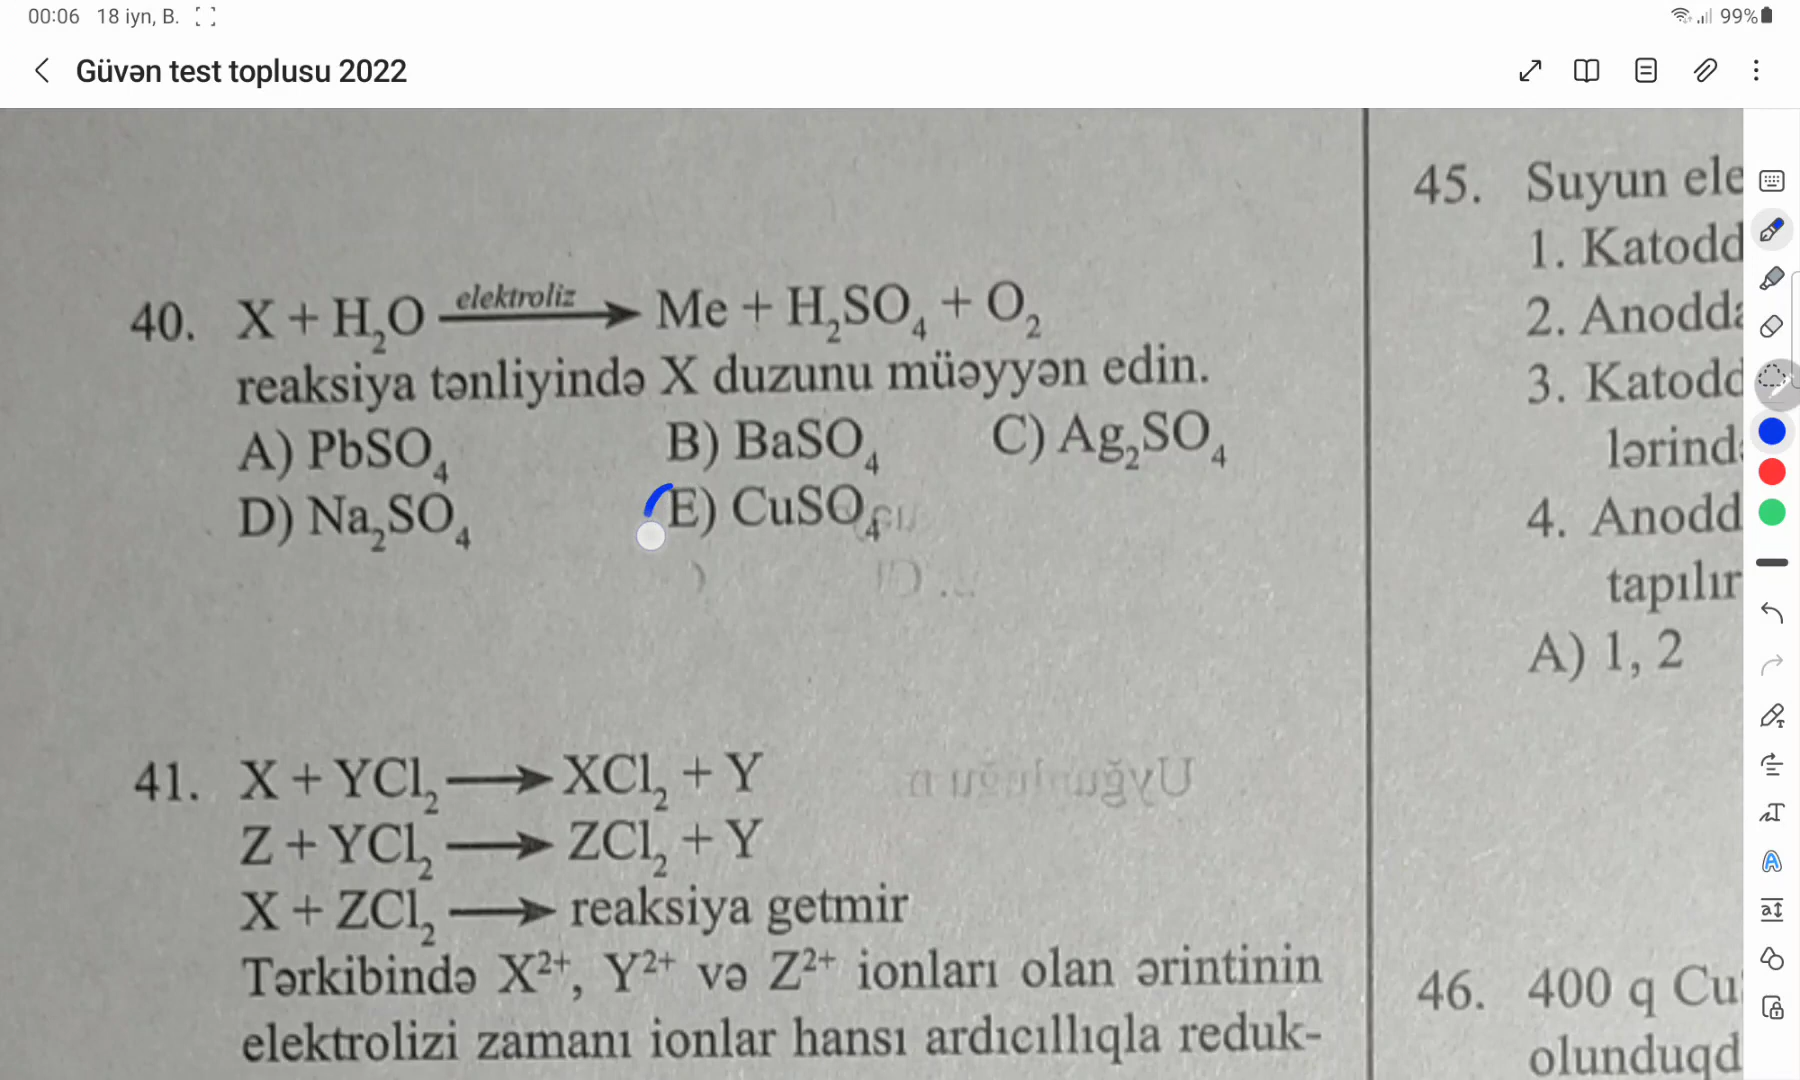 00:06 18 iyn, B. 99%
Güvən test toplusu 2022
40. X + H₂O elektroliz → Me + H₂SO₄ + O₂
reaksiya tənliyində X duzunu müəyyən edin.
A) PbSO₄ B) BaSO₄ C) Ag₂SO₄
D) Na₂SO₄ E) CuSO₄
41. X + YCl₂ → XCl₂ + Y
Z + YCl₂ → ZCl₂ + Y
X + ZCl₂ → reaksiya getmir
Tərkibində X²⁺, Y²⁺ və Z²⁺ ionları olan ərintinin
elektrolizi zamanı ionlar hansı ardıcıllıqla reduk-
45. Suyun ele
1. Katodd
2. Anodda
3. Katodd
lərində
4. Anodd
tapılır
A) 1, 2
46. 400 q Cu
olunduqd